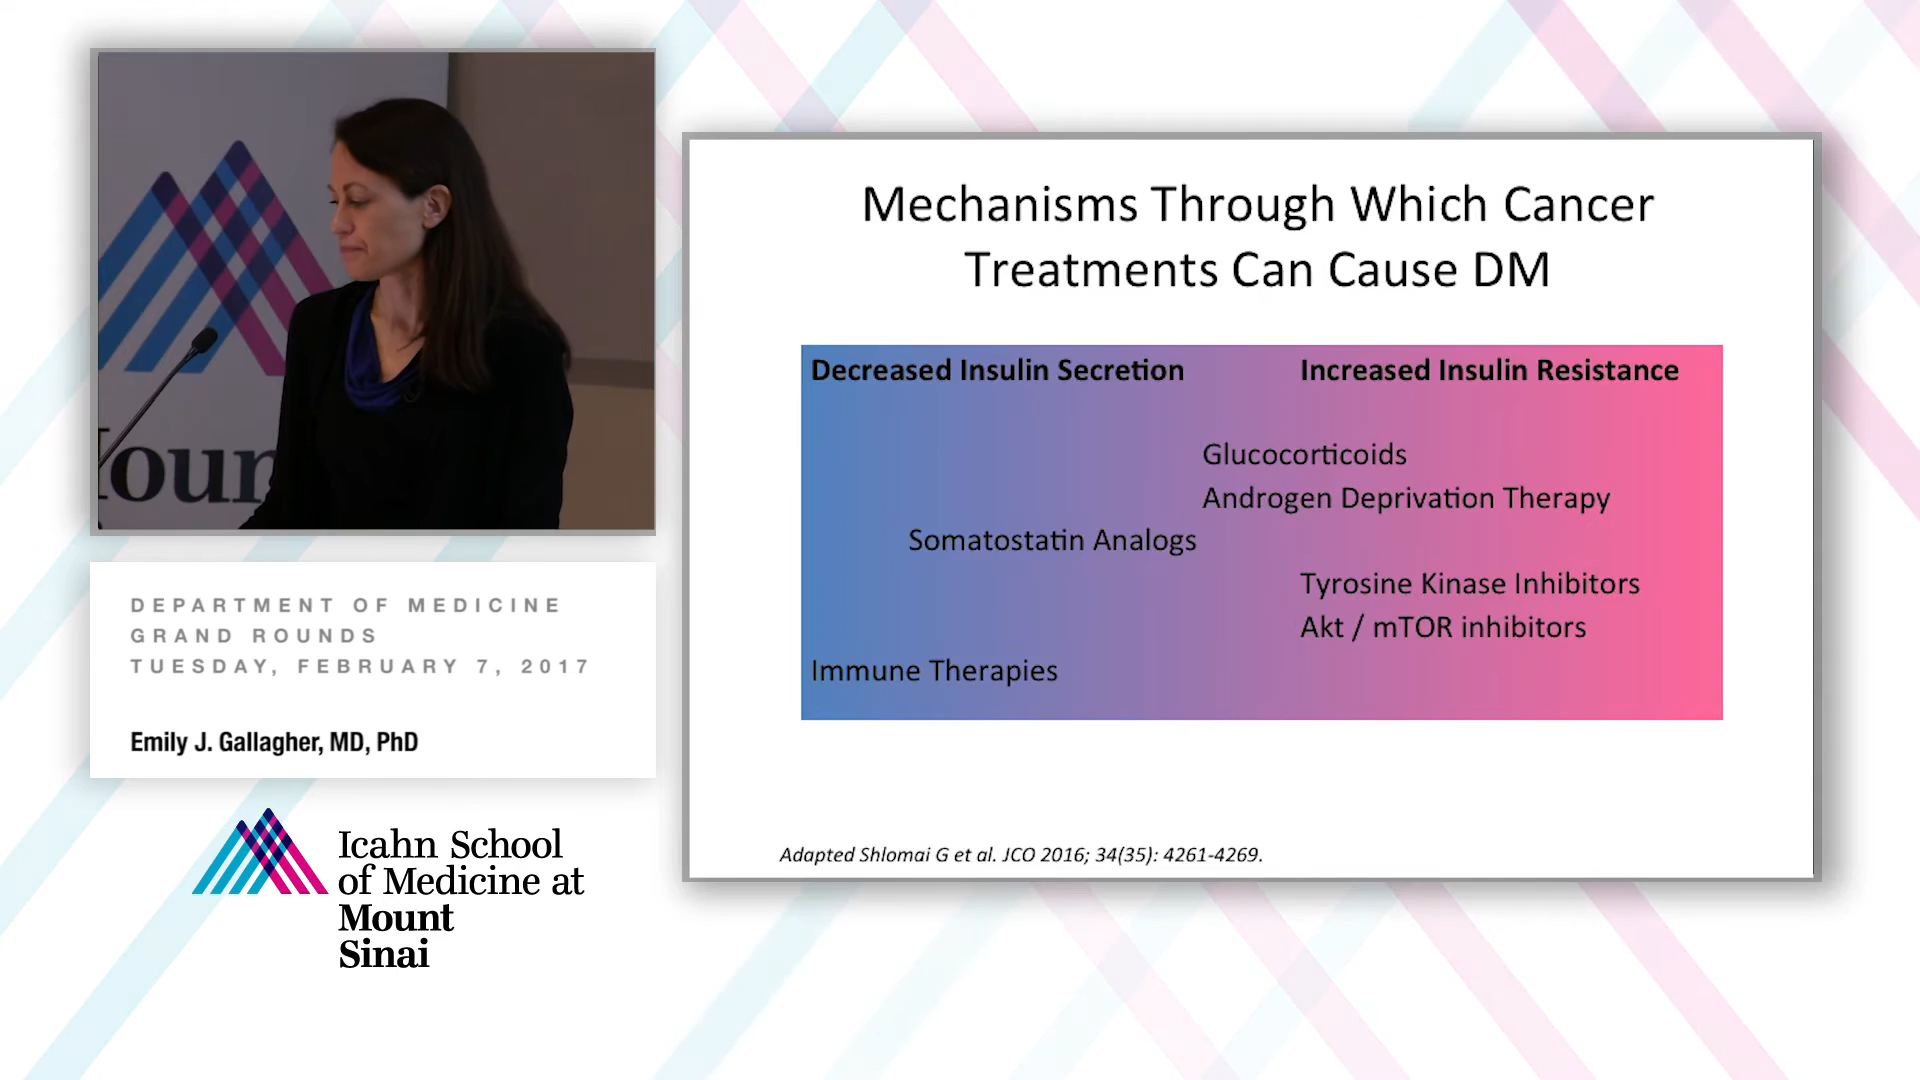 Mechanisms Through Which Cancer
Treatments Can Cause DM
Decreased Insulin Secretion
Increased Insulin Resistance
Glucocorticoids
Androgen Deprivation Therapy
Somatostatin Analogs
Tyrosine Kinase Inhibitors
Akt / mTOR inhibitors
Immune Therapies
Adapted Shlomai G et al. JCO 2016; 34(35): 4261-4269.
DEPARTMENT OF MEDICINE
GRAND ROUNDS
TUESDAY, FEBRUARY 7, 2017
Emily J. Gallagher, MD, PhD
Icahn School
of Medicine at
Mount
Sinai